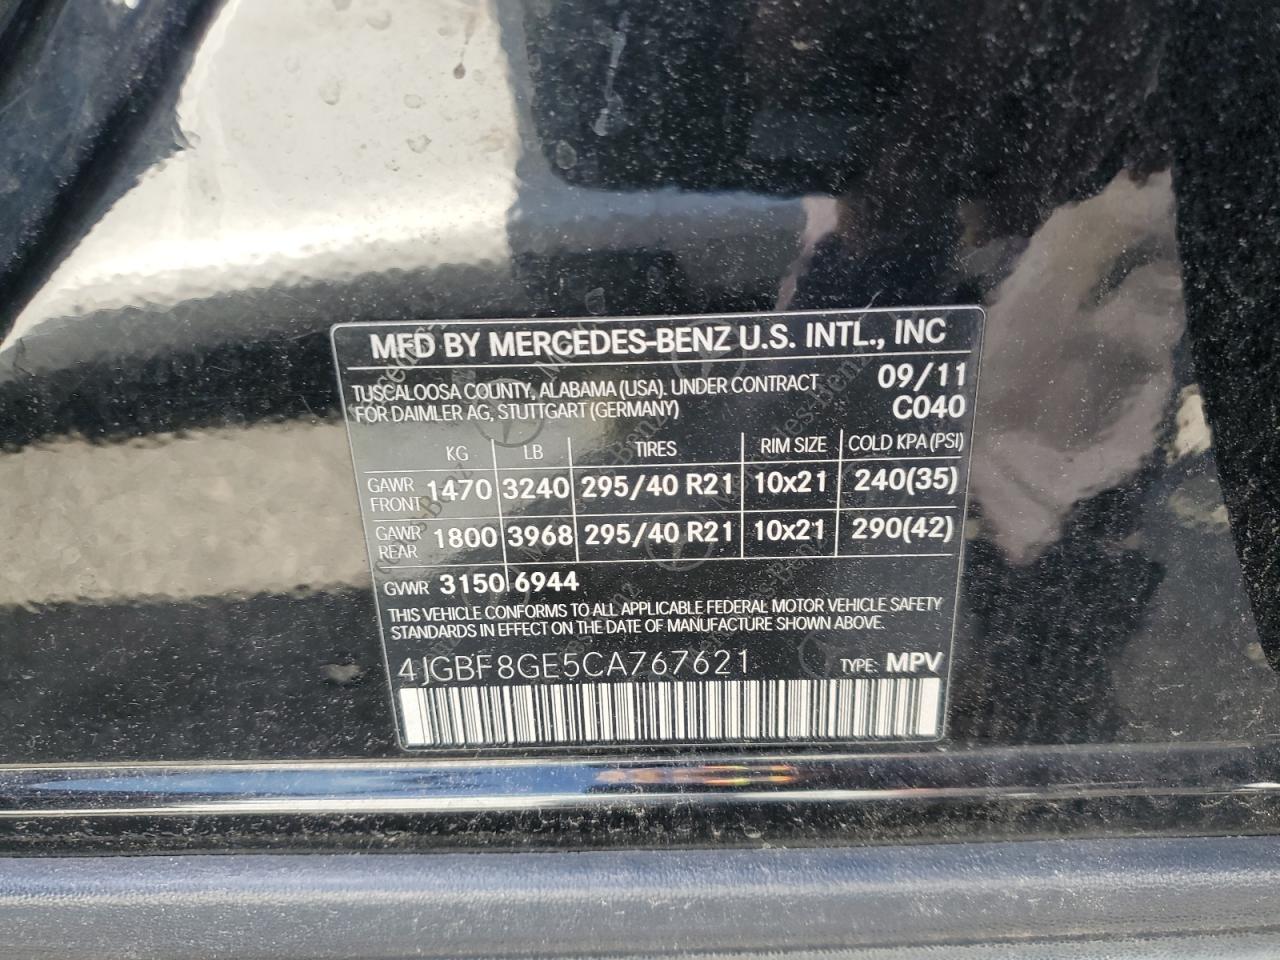 MFD BY MERCEDES-BENZ U.S. INTL., INC
TUSCALOOSA COUNTY, ALABAMA (USA). UNDER CONTRACT 09/11
FOR DAIMLER AG, STUTTGART (GERMANY) C040
KG LB TIRES RIM SIZE COLD KPA (PSI)
GAWR FRONT 1470 3240 295/40 R21 10x21 240(35)
GAWR REAR 1800 3968 295/40 R21 10x21 290(42)
GVWR 3150 6944
THIS VEHICLE CONFORMS TO ALL APPLICABLE FEDERAL MOTOR VEHICLE SAFETY
STANDARDS IN EFFECT ON THE DATE OF MANUFACTURE SHOWN ABOVE.
4JGBF8GE5CA767621 TYPE: MPV